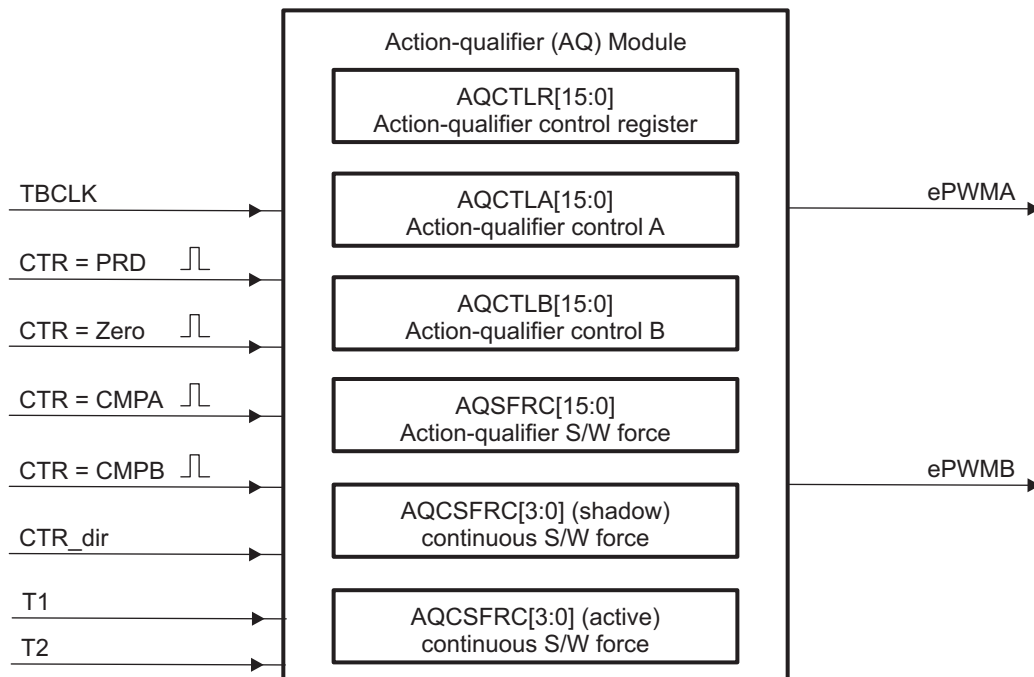 Action-qualifier (AQ) Module
AQCTLR[15:0]
Action-qualifier control register
TBCLK
AQCTLA[15:0]
Action-qualifier control A
ePWMA
CTR = PRD
CTR = Zero
AQCTLB[15:0]
Action-qualifier control B
CTR = CMPA
AQSFRC[15:0]
Action-qualifier S/W force
CTR = CMPB
ePWMB
AQCSFRC[3:0] (shadow)
continuous S/W force
CTR_dir
T1
AQCSFRC[3:0] (active)
continuous S/W force
T2